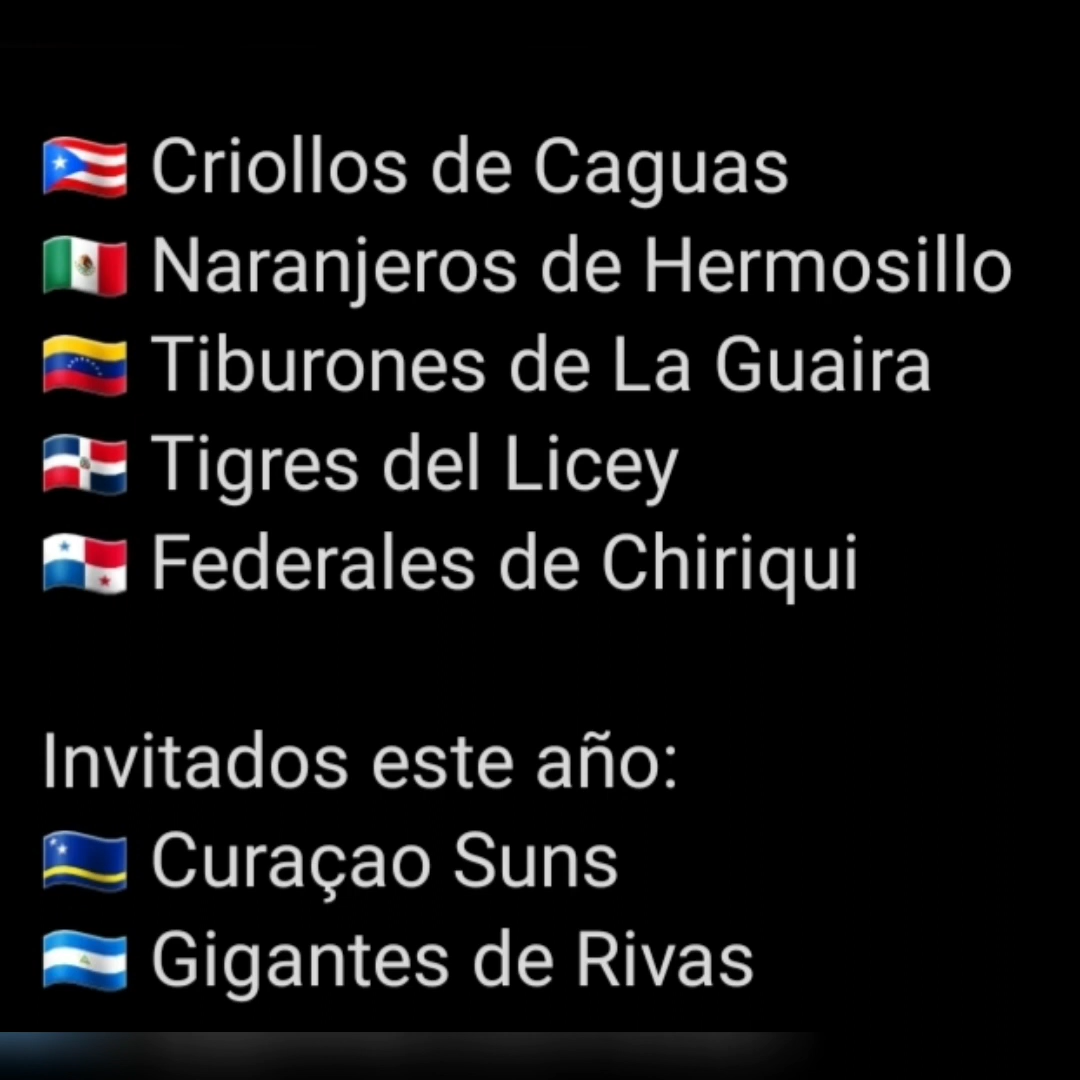 🇵🇷 Criollos de Caguas
🇲🇽 Naranjeros de Hermosillo
🇻🇪 Tiburones de La Guaira
🇩🇴 Tigres del Licey
🇵🇦 Federales de Chiriqui
Invitados este año:
🇨🇼 Curaçao Suns
🇳🇮 Gigantes de Rivas